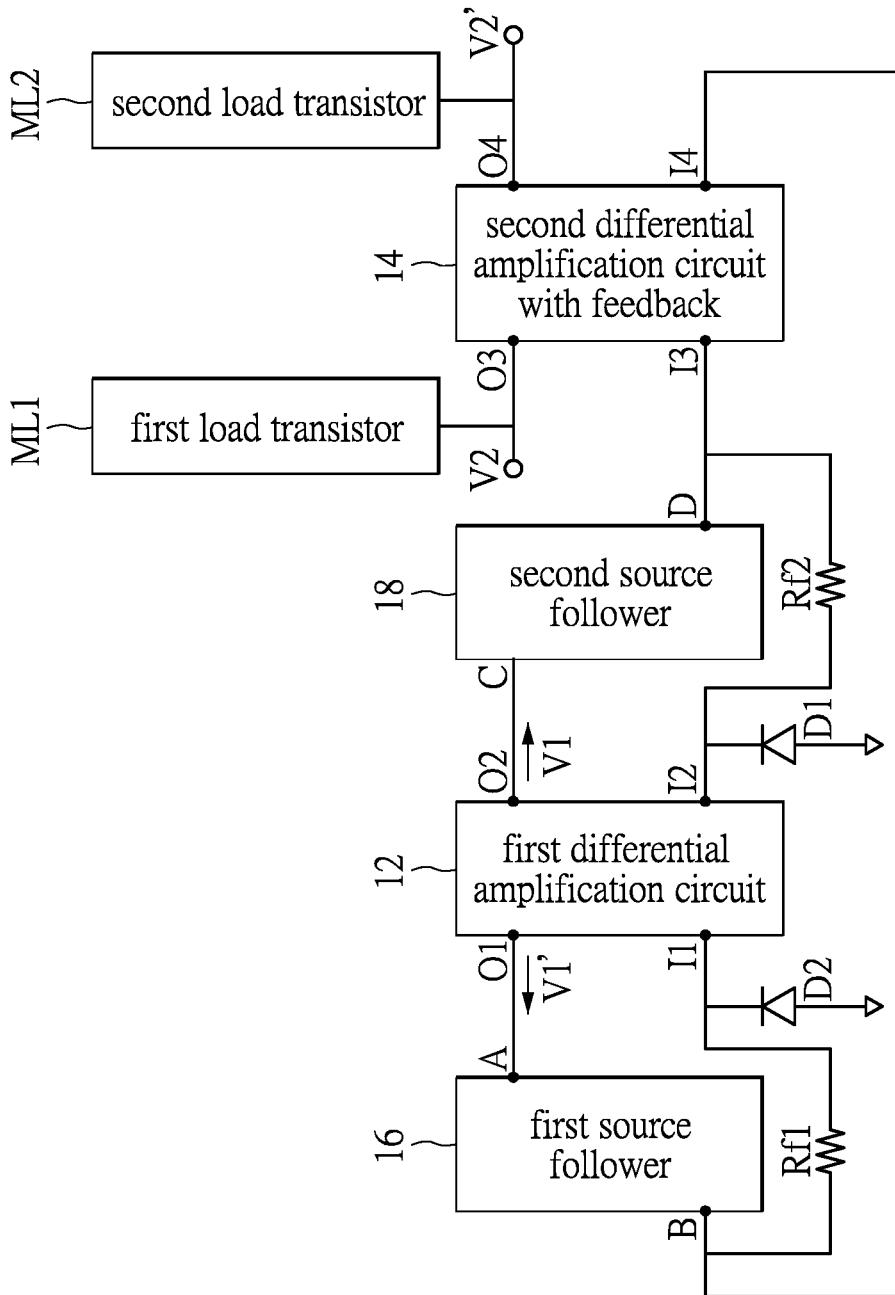 ML2
second load transistor
V2'
O4
I4
14
second differential
amplification circuit
with feedback
O3
I3
ML1
first load transistor
V2
D
18
second source
follower
Rf2
C
O2
V1
I2
D1
12
first differential
amplification circuit
O1
V1'
I1
D2
A
16
first source
follower
Rf1
B